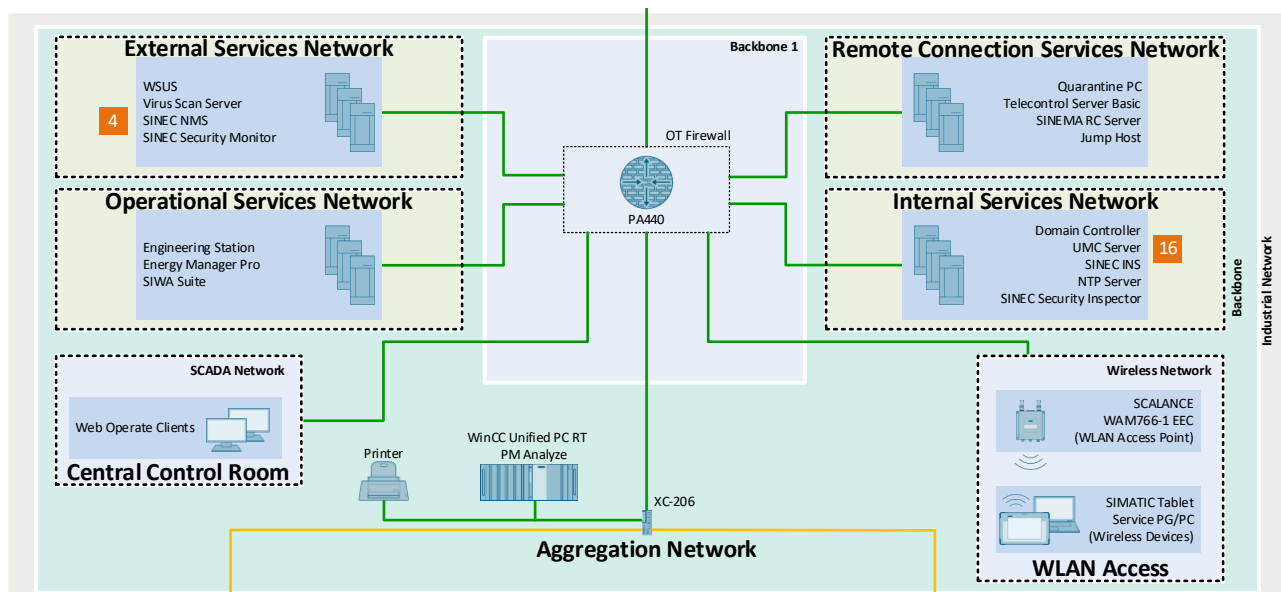 External Services Network
4
WSUS
Virus Scan Server
SINEC NMS
SINEC Security Monitor
Backbone 1
Remote Connection Services Network
Quarantine PC
Telecontrol Server Basic
SINEMA RC Server
Jump Host
OT Firewall
PA440
Operational Services Network
Engineering Station
Energy Manager Pro
SIWA Suite
Internal Services Network
Domain Controller
UMC Server
SINEC INS
NTP Server
SINEC Security Inspector
16
Backbone
Industrial Network
SCADA Network
Web Operate Clients
Central Control Room
Printer
WinCC Unified PC RT
PM Analyze
XC-206
Aggregation Network
Wireless Network
SCALANCE
WAM766-1 EEC
(WLAN Access Point)
SIMATIC Tablet
Service PG/PC
(Wireless Devices)
WLAN Access